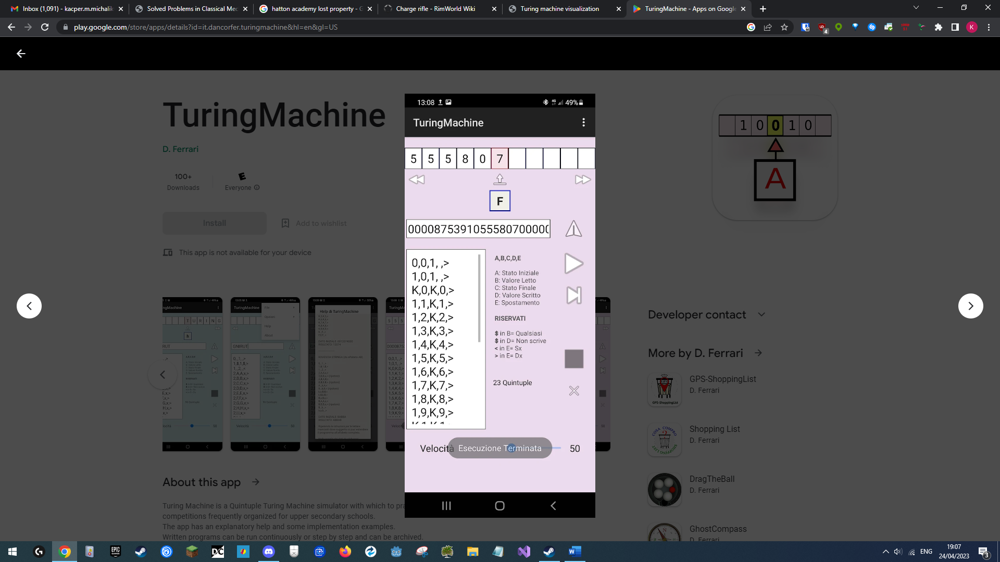 Inbox (1,091) - kacper.m.michalik
Solved Problems in Classical Mec
hatton academy lost property - G
Charge rifle - RimWorld Wiki
Turing machine visualization
TuringMachine - Apps on Google
play.google.com/store/apps/details?id=it.dancorfer.turingmachine&hl=en&gl=US
K
TuringMachine
D. Ferrari
100+
Downloads
E
Everyone
Install
Add to wishlist
This app is not available for your device
13:08
49%
TuringMachine
5 5 5 8 0 7
F
0000875391055580700000
0,0,1, ,>
1,0,1, ,>
K,0,K,0,>
1,1,K,1,>
1,2,K,2,>
1,3,K,3,>
1,4,K,4,>
1,5,K,5,>
1,6,K,6,>
1,7,K,7,>
1,8,K,8,>
1,9,K,9,>
A,B,C,D,E
A: Stato Iniziale
B: Valore Letto
C: Stato Finale
D: Valore Scritto
E: Spostamento
RISERVATI
$ in B= Qualsiasi
$ in D= Non scrive
< in E= Sx
> in E= Dx
23 Quintuple
Velocità
Esecuzione Terminata
50
1 0 0 1 0
A
Developer contact
More by D. Ferrari
GPS-ShoppingList
D. Ferrari
Shopping List
D. Ferrari
DragTheBall
D. Ferrari
GhostCompass
D. Ferrari
About this app
Turing Machine is a Quintuple Turing Machine simulator with which to pra
competitions frequently organized for upper secondary schools.
The app has an explanatory help and some implementation examples.
Written programs can be run continuously or step by step and can be archived.
ENG
19:07
24/04/2023
3